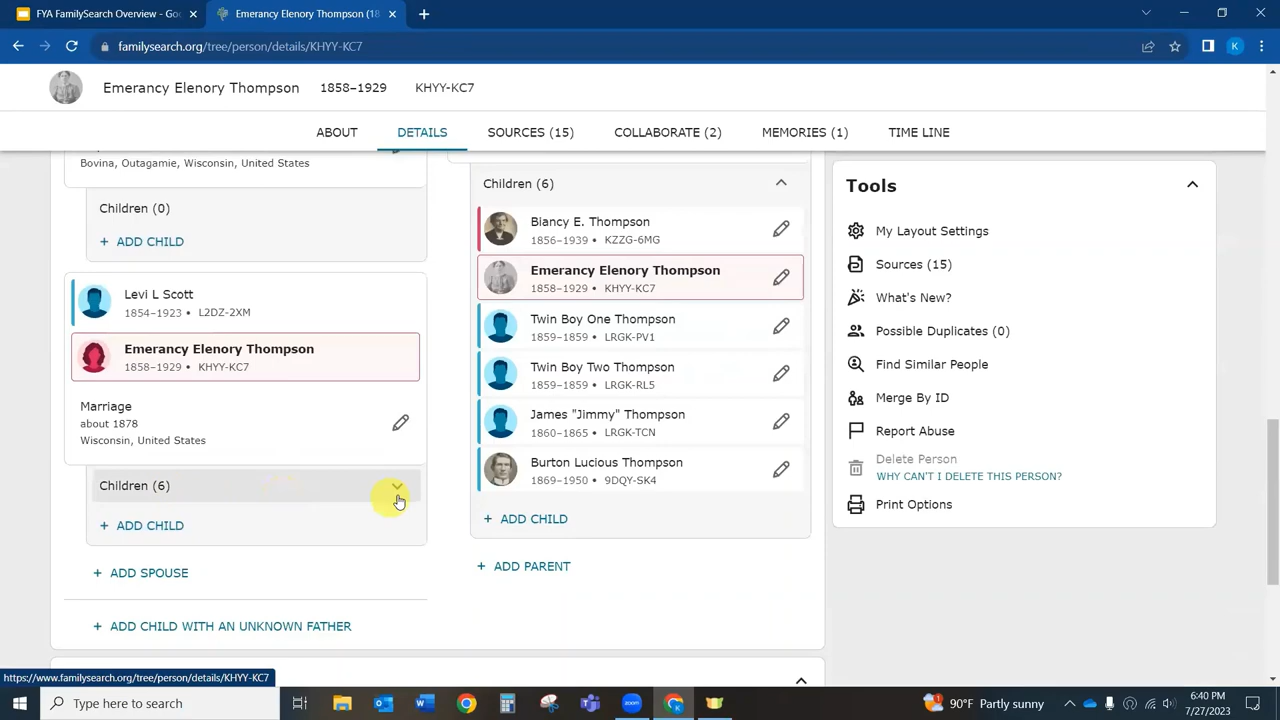 FYA FamilySearch Overview - Goo
Emerancy Elenory Thompson (18
familysearch.org/tree/person/details/KHYY-KC7
K
Emerancy Elenory Thompson 1858–1929 KHYY-KC7
ABOUT DETAILS SOURCES (15) COLLABORATE (2) MEMORIES (1) TIME LINE
Bovina, Outagamie, Wisconsin, United States
Children (0)
+ ADD CHILD
Levi L Scott
1854–1923 • L2DZ-2XM
Emerancy Elenory Thompson
1858–1929 • KHYY-KC7
Marriage
about 1878
Wisconsin, United States
Children (6)
+ ADD CHILD
+ ADD SPOUSE
+ ADD CHILD WITH AN UNKNOWN FATHER
Children (6)
Biancy E. Thompson
1856–1939 • KZZG-6MG
Emerancy Elenory Thompson
1858–1929 • KHYY-KC7
Twin Boy One Thompson
1859–1859 • LRGK-PV1
Twin Boy Two Thompson
1859–1859 • LRGK-RL5
James "Jimmy" Thompson
1860–1865 • LRGK-TCN
Burton Lucious Thompson
1869–1950 • 9DQY-SK4
+ ADD CHILD
+ ADD PARENT
Tools
My Layout Settings
Sources (15)
What's New?
Possible Duplicates (0)
Find Similar People
Merge By ID
Report Abuse
Delete Person
WHY CAN'T I DELETE THIS PERSON?
Print Options
https://www.familysearch.org/tree/person/details/KHYY-KC7
Type here to search
zoom
90°F Partly sunny
6:40 PM
7/27/2023